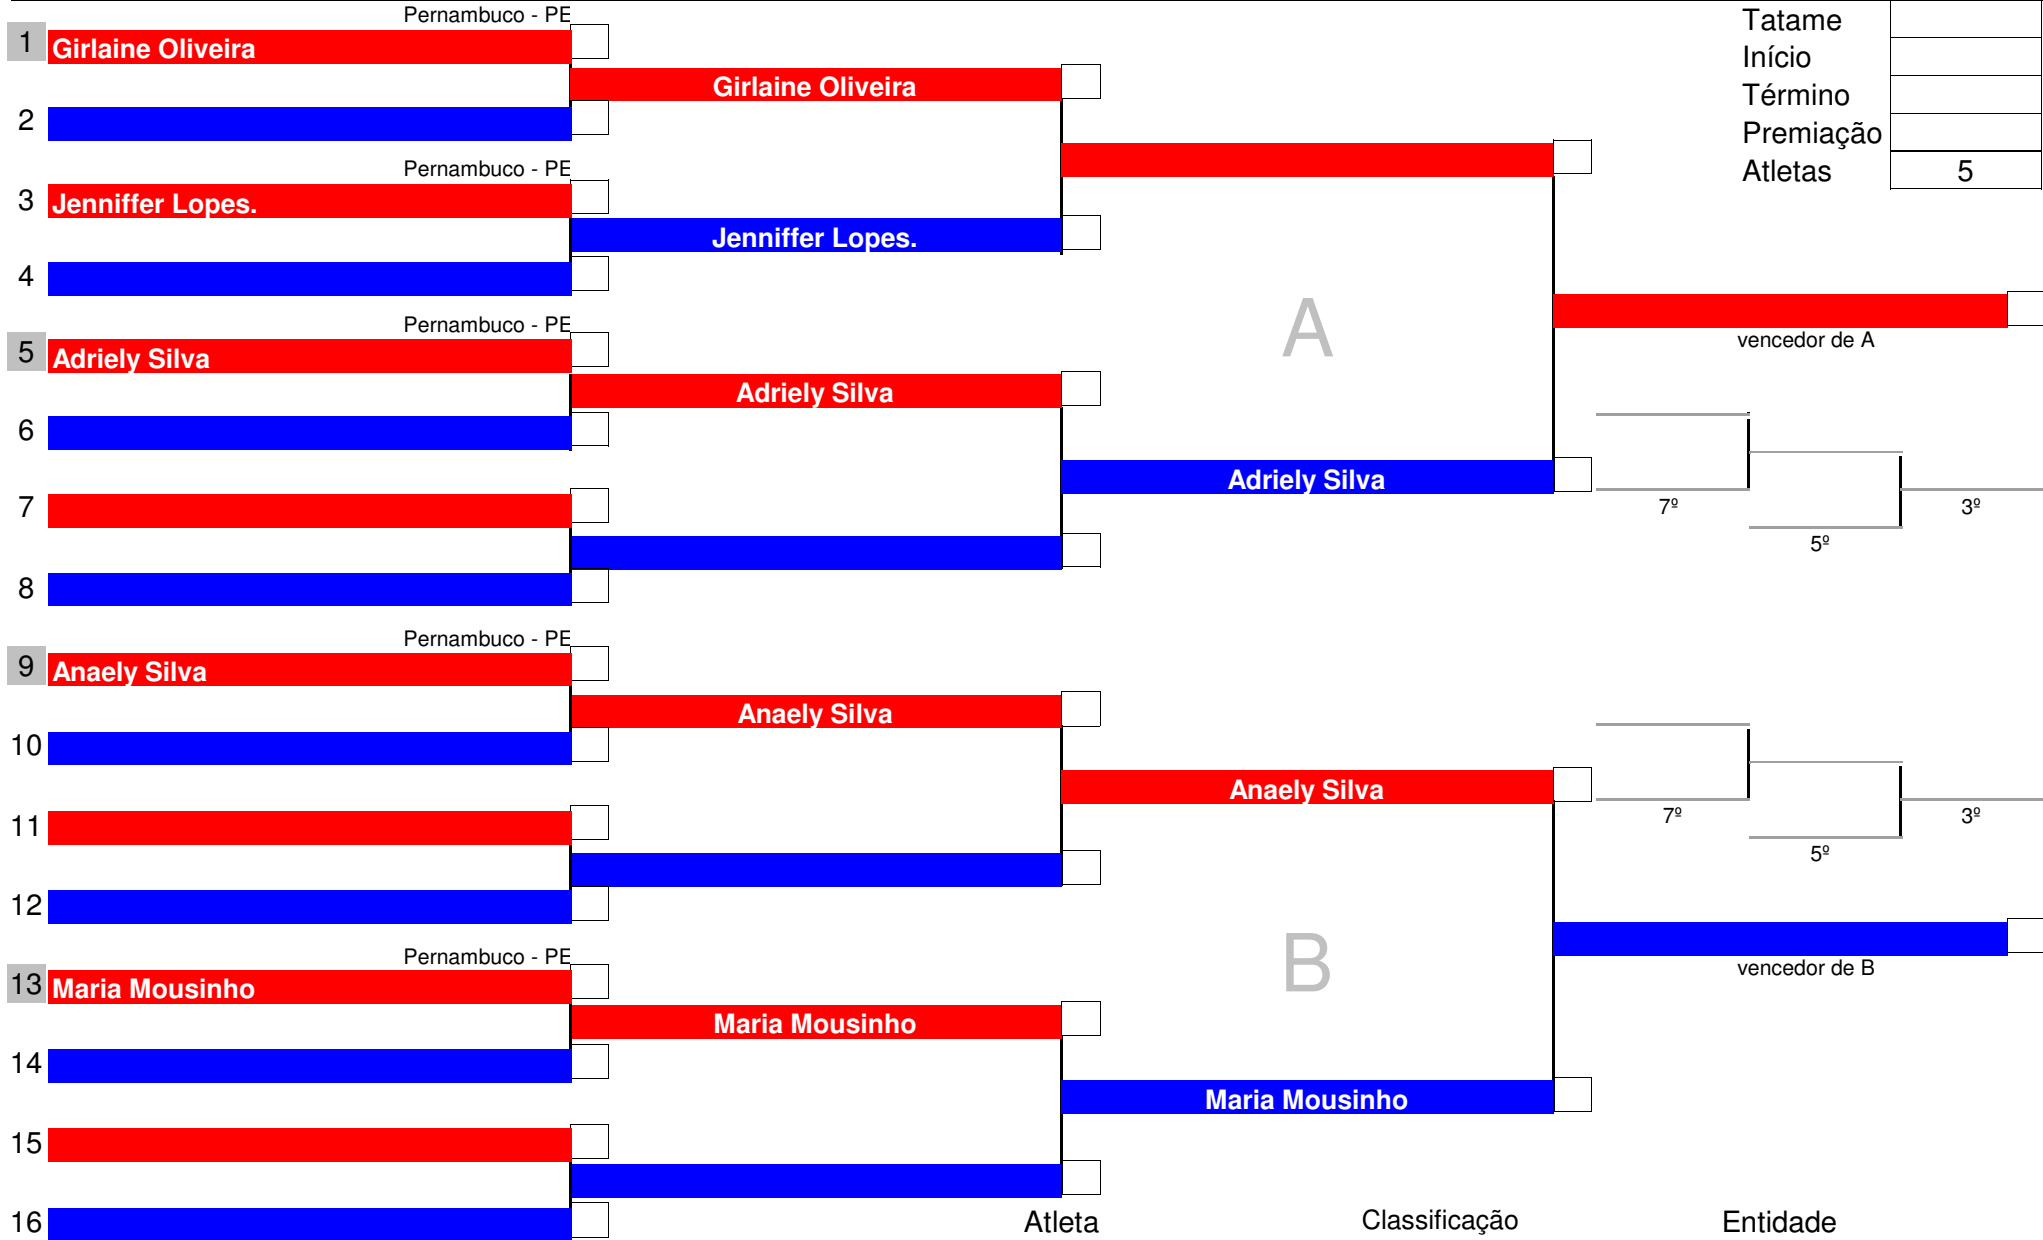 Pernambuco - PE
Tatame
1 Girlaine Oliveira
Início
Girlaine Oliveira
Término
2
Premiação
Pernambuco - PE
Atletas 5
3 Jenniffer Lopes.
Jenniffer Lopes.
4
A
Pernambuco - PE
vencedor de A
5 Adriely Silva
Adriely Silva
6
Adriely Silva
7
7º 3º
5º
8
Pernambuco - PE
9 Anaely Silva
Anaely Silva
10
Anaely Silva
7º 3º
11
5º
12
Pernambuco - PE
B
vencedor de B
13 Maria Mousinho
Maria Mousinho
14
Maria Mousinho
15
16
Atleta Classificação Entidade